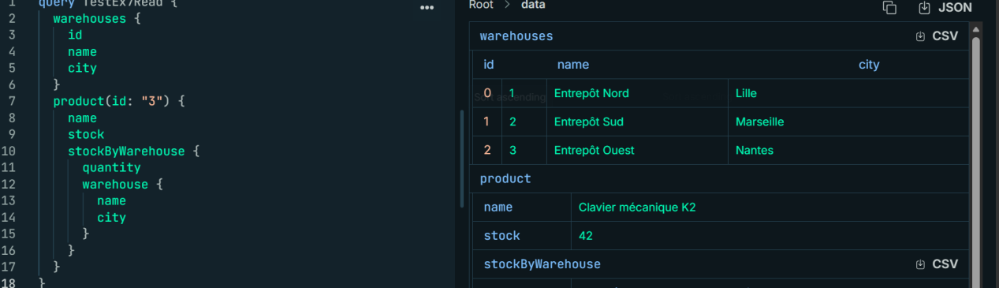 1 query TestEx7Read {
2 warehouses {
3 id
4 name
5 city
6 }
7 product(id: "3") {
8 name
9 stock
10 stockByWarehouse {
11 quantity
12 warehouse {
13 name
14 city
15 }
16 }
17 }
18 }
Root > data
JSON
warehouses
CSV
id name city
0 1 Entrepôt Nord Lille
Sort ascending
1 2 Entrepôt Sud Marseille
2 3 Entrepôt Ouest Nantes
product
name Clavier mécanique K2
stock 42
stockByWarehouse
CSV